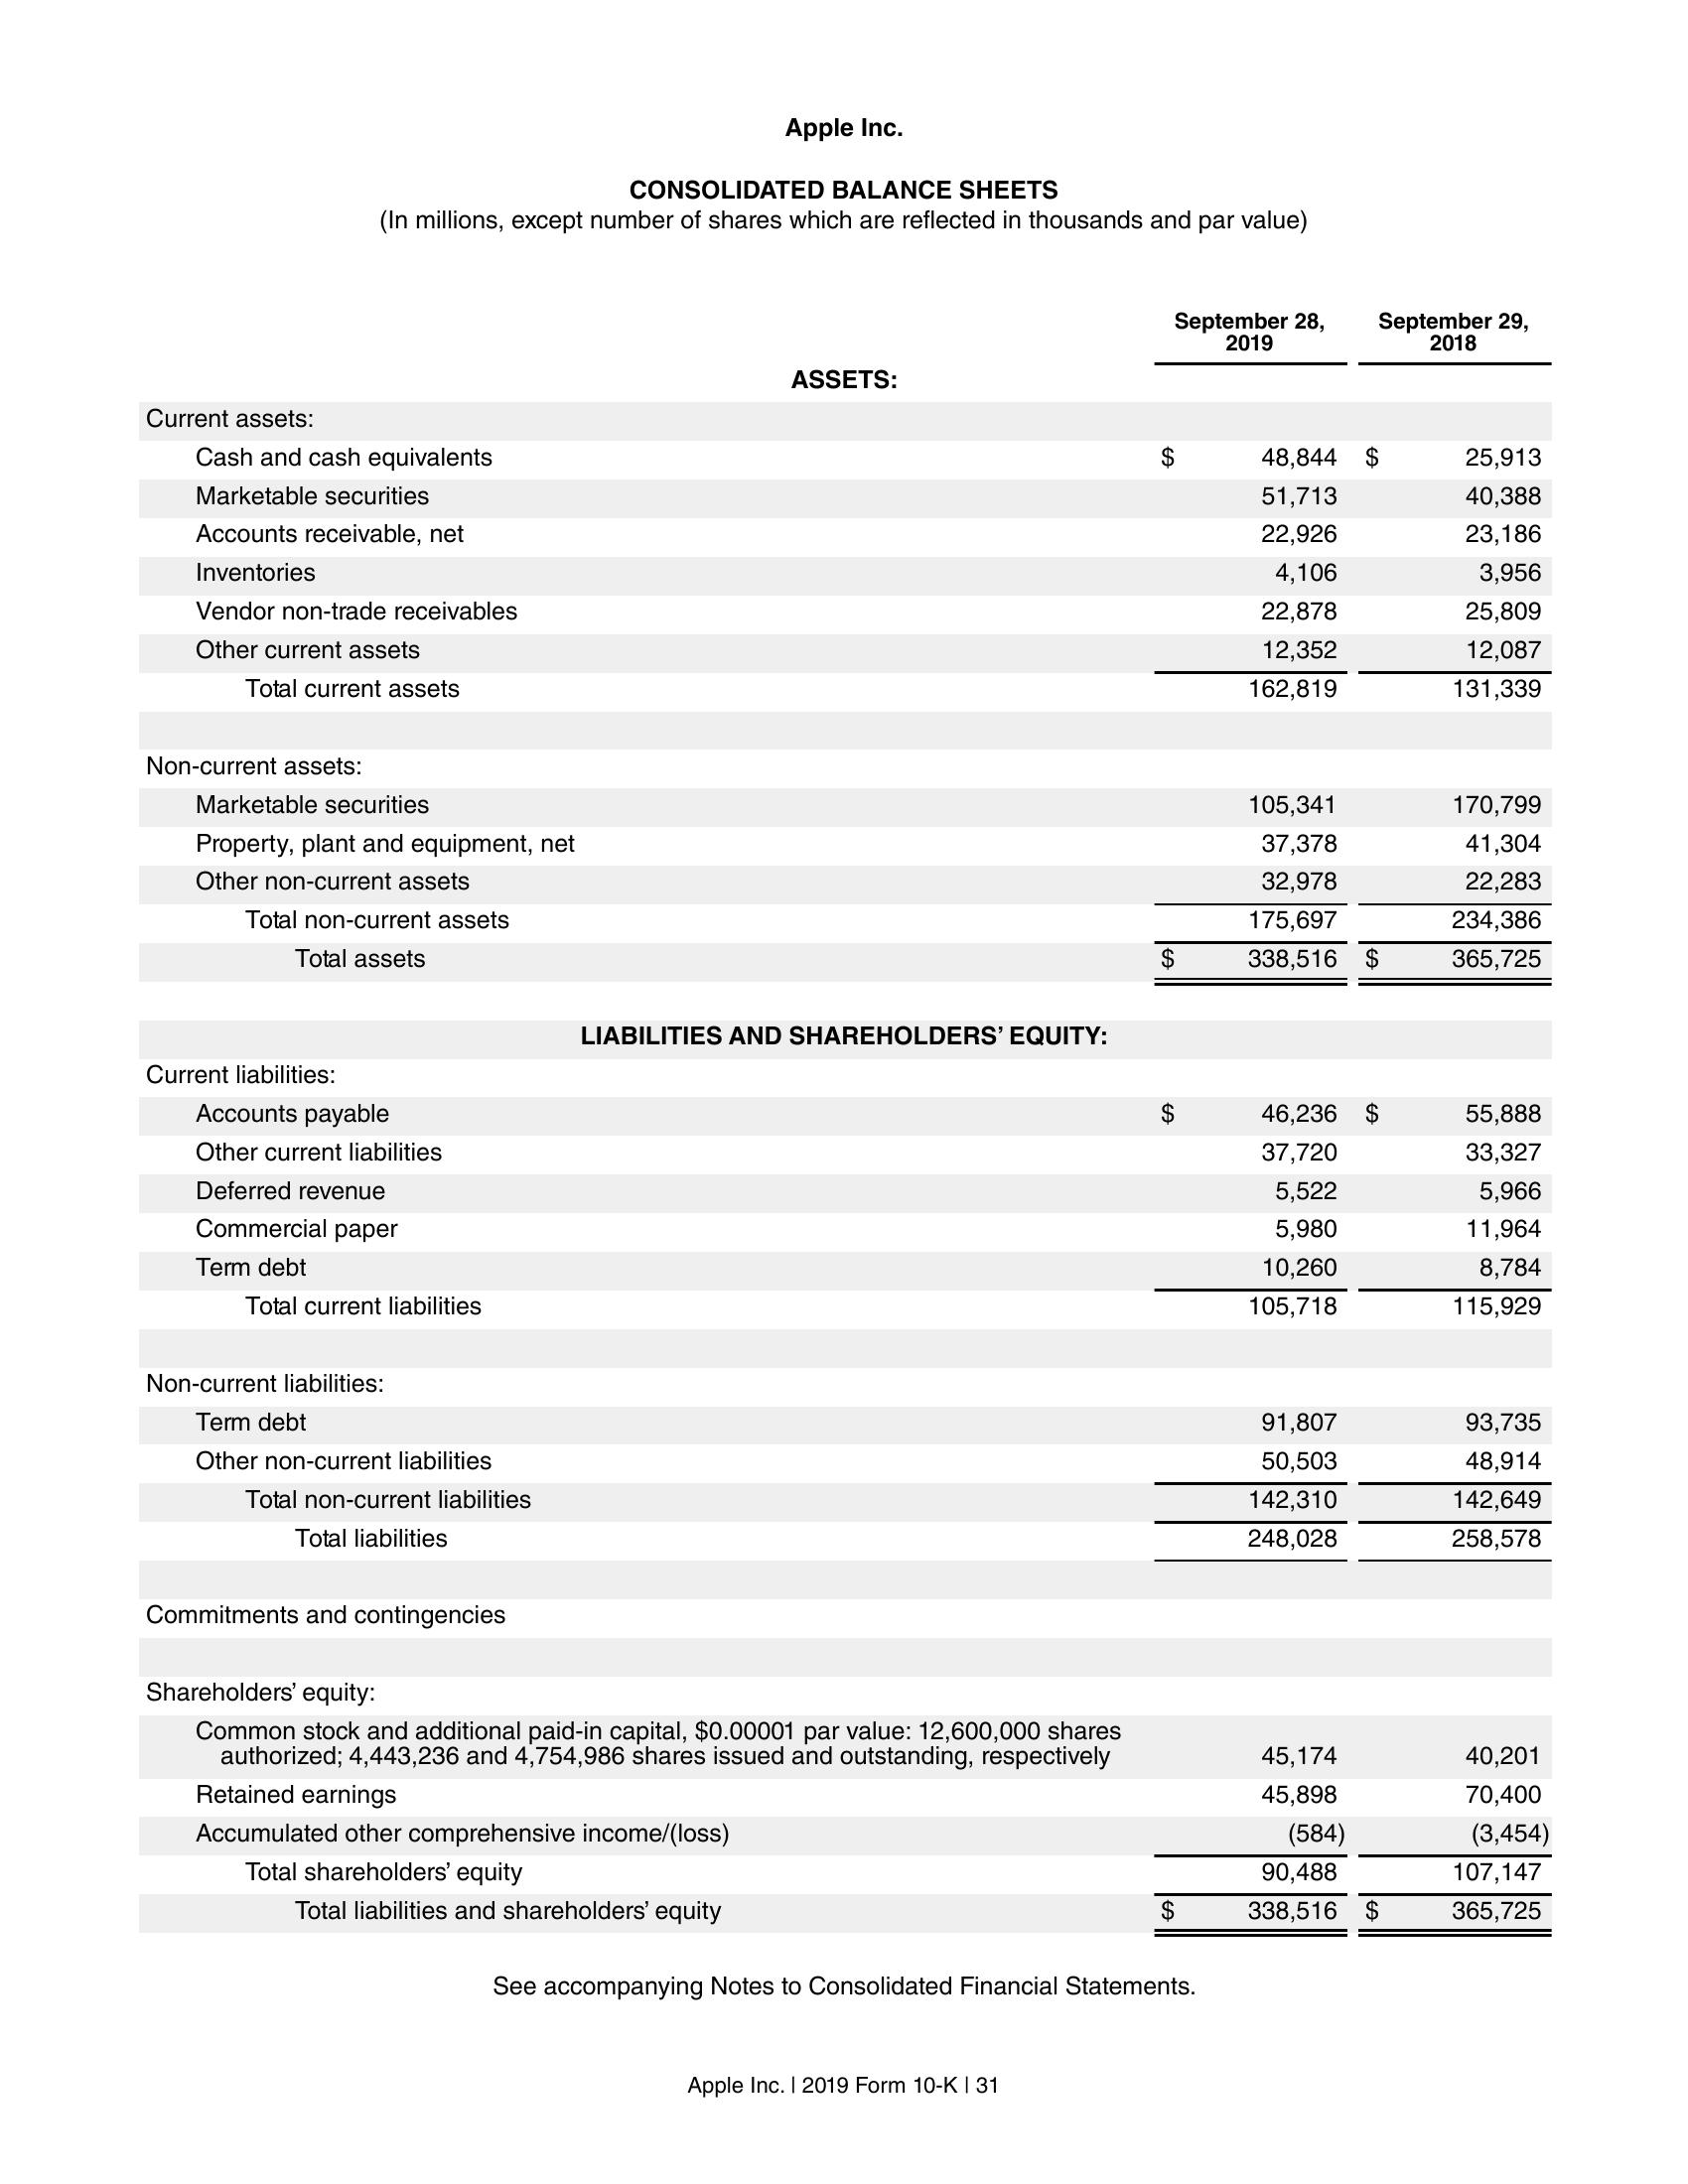 Apple Inc.
CONSOLIDATED BALANCE SHEETS
(In millions, except number of shares which are reflected in thousands and par value)
September 28, 2019 September 29, 2018
ASSETS:
Current assets:
Cash and cash equivalents $ 48,844 $ 25,913
Marketable securities 51,713 40,388
Accounts receivable, net 22,926 23,186
Inventories 4,106 3,956
Vendor non-trade receivables 22,878 25,809
Other current assets 12,352 12,087
Total current assets 162,819 131,339
Non-current assets:
Marketable securities 105,341 170,799
Property, plant and equipment, net 37,378 41,304
Other non-current assets 32,978 22,283
Total non-current assets 175,697 234,386
Total assets $ 338,516 $ 365,725
LIABILITIES AND SHAREHOLDERS’ EQUITY:
Current liabilities:
Accounts payable $ 46,236 $ 55,888
Other current liabilities 37,720 33,327
Deferred revenue 5,522 5,966
Commercial paper 5,980 11,964
Term debt 10,260 8,784
Total current liabilities 105,718 115,929
Non-current liabilities:
Term debt 91,807 93,735
Other non-current liabilities 50,503 48,914
Total non-current liabilities 142,310 142,649
Total liabilities 248,028 258,578
Commitments and contingencies
Shareholders’ equity:
Common stock and additional paid-in capital, $0.00001 par value: 12,600,000 shares
authorized; 4,443,236 and 4,754,986 shares issued and outstanding, respectively 45,174 40,201
Retained earnings 45,898 70,400
Accumulated other comprehensive income/(loss) (584) (3,454)
Total shareholders’ equity 90,488 107,147
Total liabilities and shareholders’ equity $ 338,516 $ 365,725
See accompanying Notes to Consolidated Financial Statements.
Apple Inc. | 2019 Form 10-K | 31